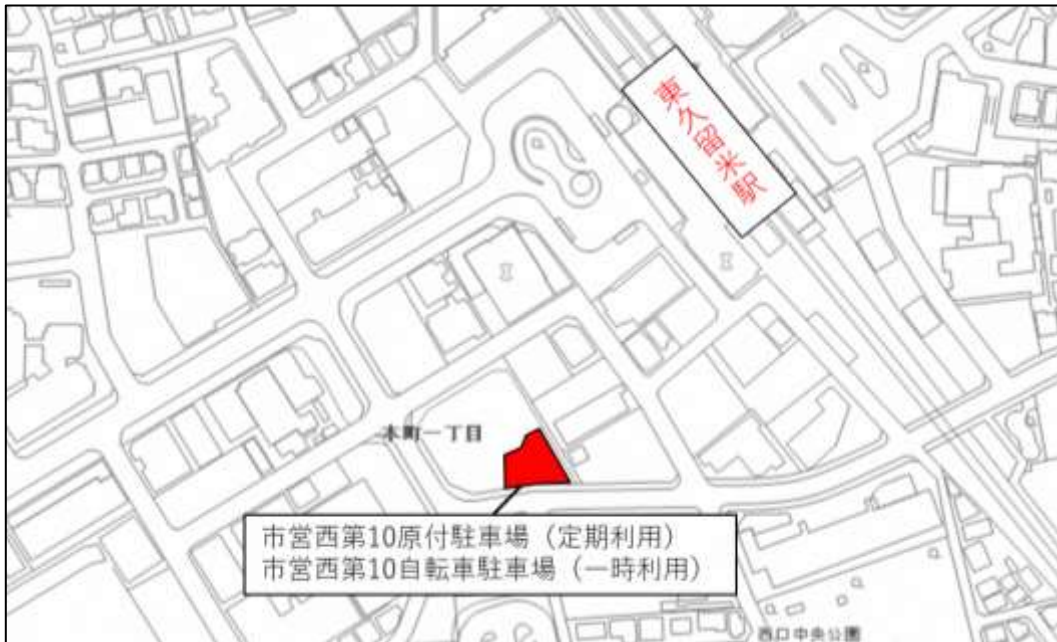 東久留米駅
本町一丁目
市営西第10原付駐車場（定期利用）
市営西第10自転車駐車場（一時利用）
西口中央公園